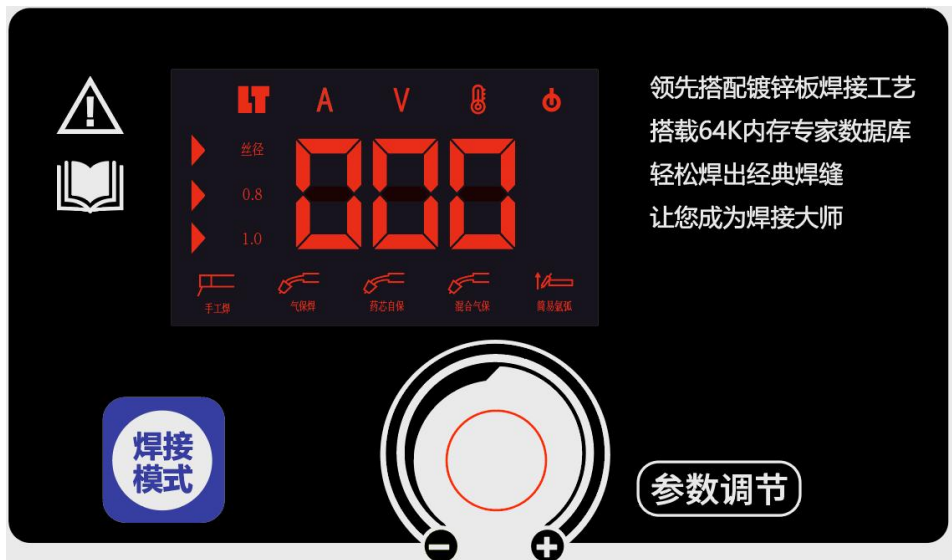 LT A V
丝径
0.8
1.0
000
手工焊 气保焊 药芯自保 混合气保 简易氩弧
领先搭配镀锌板焊接工艺
搭载64K内存专家数据库
轻松焊出经典焊缝
让您成为焊接大师
焊接
模式
参数调节
− +